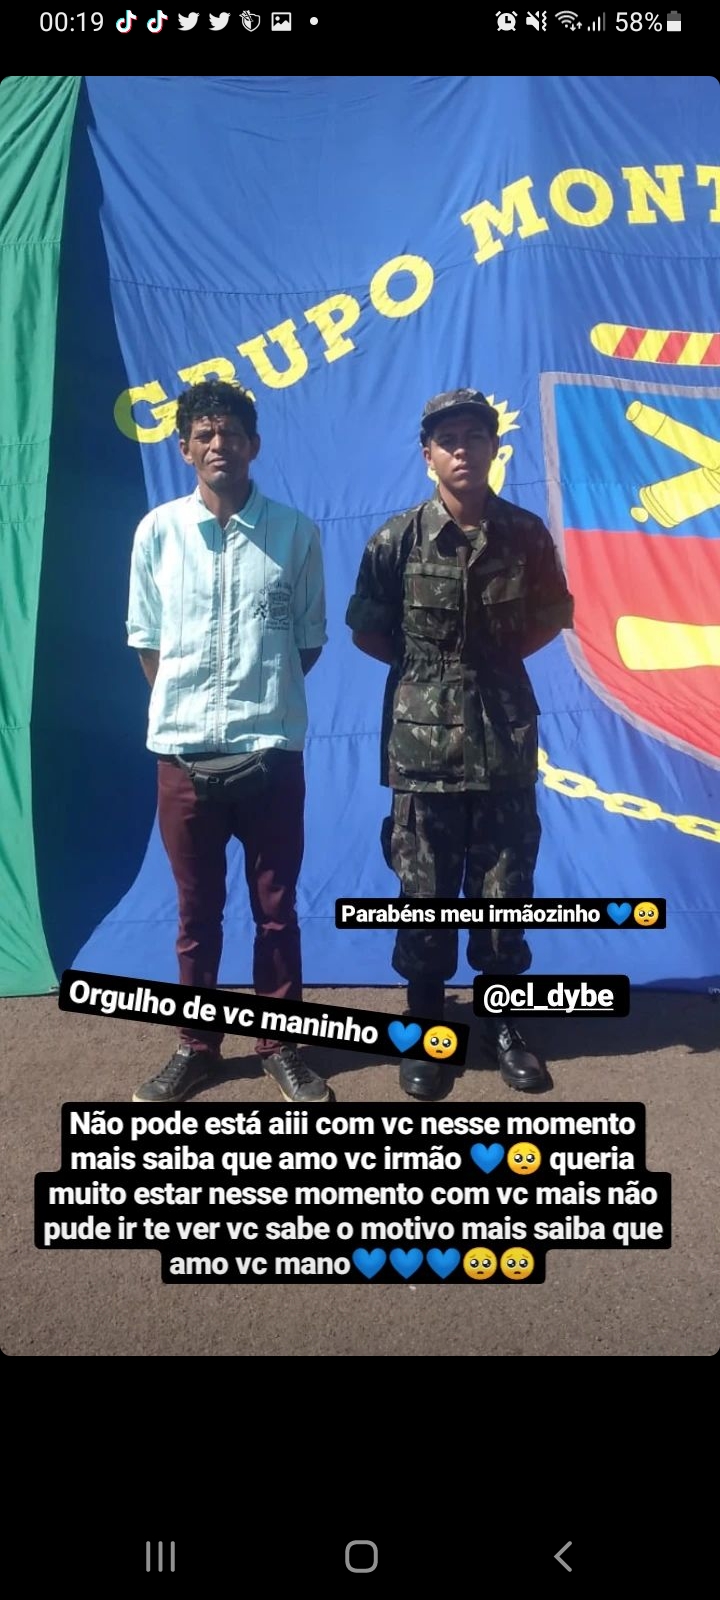 00:19
58%
GRUPO MONT
Parabéns meu irmãozinho 💙🥺
@cl_dybe
Orgulho de vc maninho 💙🥺
Não pode está aiii com vc nesse momento
mais saiba que amo vc irmão 💙🥺 queria
muito estar nesse momento com vc mais não
pude ir te ver vc sabe o motivo mais saiba que
amo vc mano💙💙💙🥺🥺